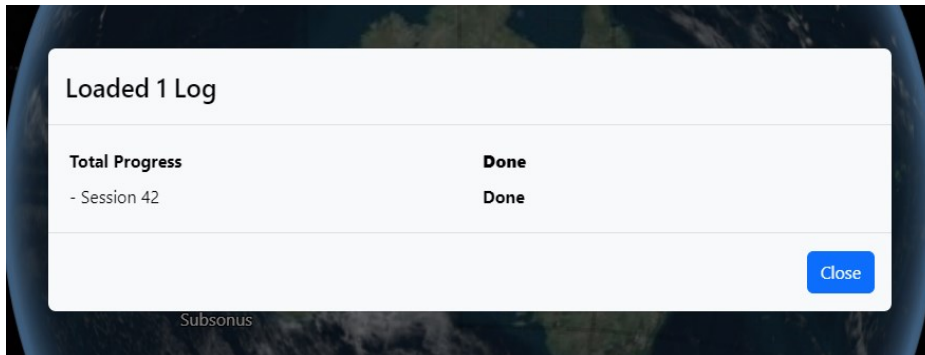 Loaded 1 Log
Total Progress Done
- Session 42 Done
Close
Subsonus